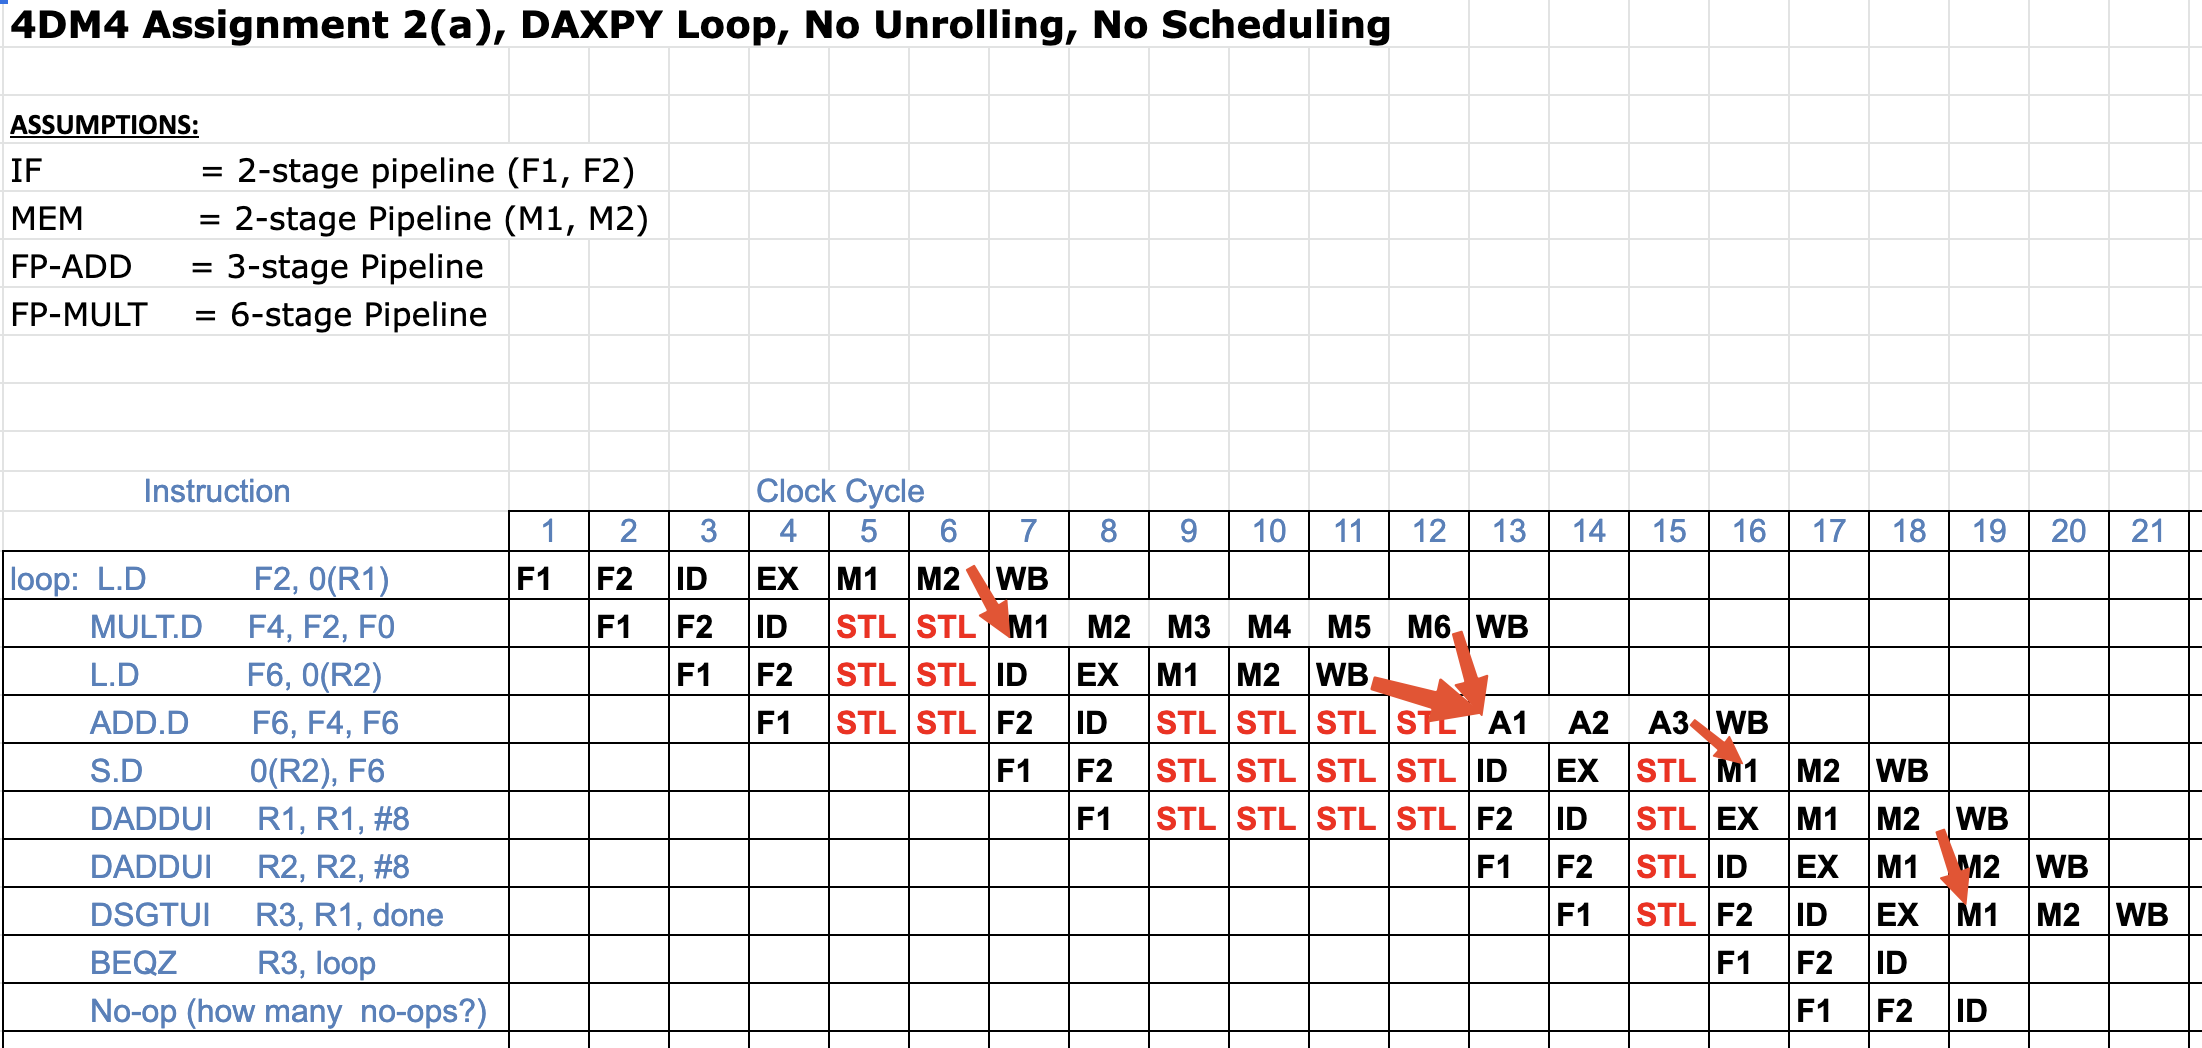 4DM4 Assignment 2(a), DAXPY Loop, No Unrolling, No Scheduling
ASSUMPTIONS:
IF = 2-stage pipeline (F1, F2)
MEM = 2-stage Pipeline (M1, M2)
FP-ADD = 3-stage Pipeline
FP-MULT = 6-stage Pipeline
Instruction Clock Cycle
1 2 3 4 5 6 7 8 9 10 11 12 13 14 15 16 17 18 19 20 21
loop: L.D F2, 0(R1) F1 F2 ID EX M1 M2 WB
MULT.D F4, F2, F0 F1 F2 ID STL STL M1 M2 M3 M4 M5 M6 WB
L.D F6, 0(R2) F1 F2 STL STL ID EX M1 M2 WB
ADD.D F6, F4, F6 F1 STL STL F2 ID STL STL STL STL A1 A2 A3 WB
S.D 0(R2), F6 F1 F2 STL STL STL STL ID EX STL M1 M2 WB
DADDUI R1, R1, #8 F1 STL STL STL STL F2 ID STL EX M1 M2 WB
DADDUI R2, R2, #8 F1 F2 STL ID EX M1 M2 WB
DSGTUI R3, R1, done F1 STL F2 ID EX M1 M2 WB
BEQZ R3, loop F1 F2 ID
No-op (how many no-ops?) F1 F2 ID